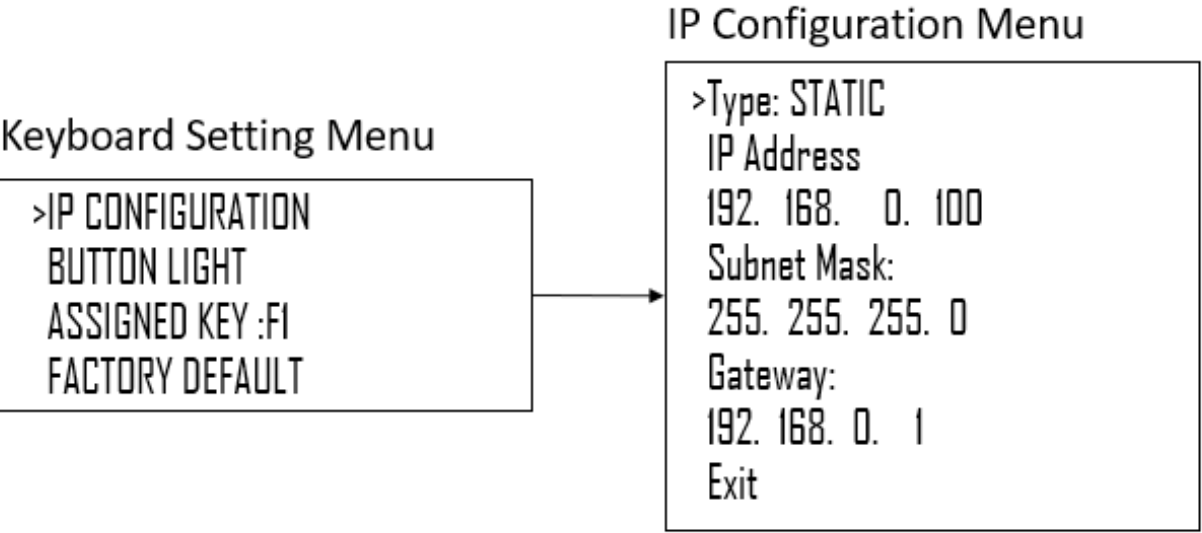 Keyboard Setting Menu
>IP CONFIGURATION
BUTTON LIGHT
ASSIGNED KEY :F1
FACTORY DEFAULT
IP Configuration Menu
>Type: STATIC
IP Address
192. 168. 0. 100
Subnet Mask:
255. 255. 255. 0
Gateway:
192. 168. 0. 1
Exit